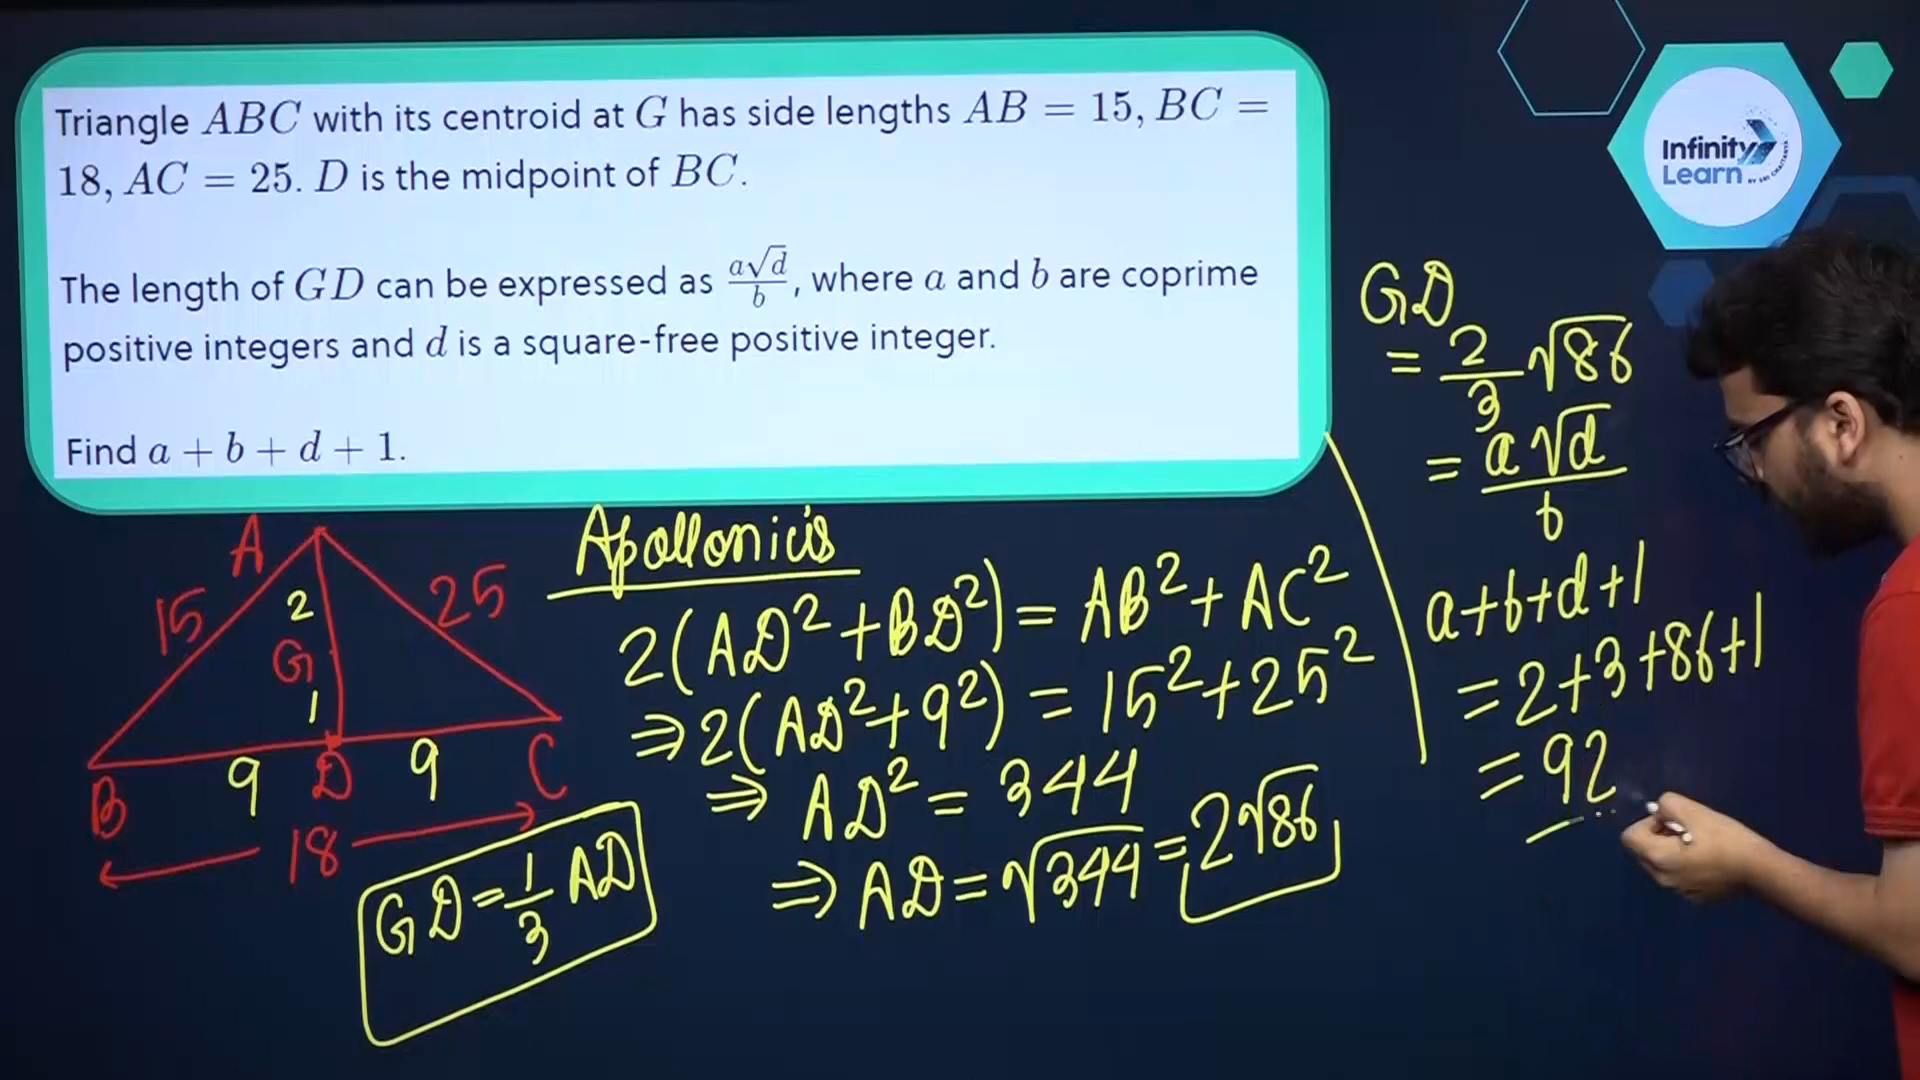 Triangle ABC with its centroid at G has side lengths AB = 15, BC =
18, AC = 25. D is the midpoint of BC.
The length of GD can be expressed as a√d/b, where a and b are coprime
positive integers and d is a square-free positive integer.
Find a + b + d + 1.
Infinity
Learn
A
15
25
2
G
1
B
9
D
9
C
18
GD = 1/3 AD
Apollonius
2(AD² + BD²) = AB² + AC²
⇒ 2(AD² + 9²) = 15² + 25²
⇒ AD² = 344
⇒ AD = √344 = 2√86
GD
= 2/3 √86
= a√d/b
a+b+d+1
= 2+3+86+1
= 92